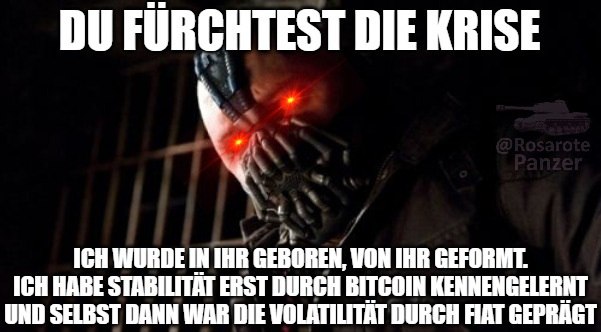 DU FÜRCHTEST DIE KRISE
@Rosarote
Panzer
ICH WURDE IN IHR GEBOREN, VON IHR GEFORMT.
ICH HABE STABILITÄT ERST DURCH BITCOIN KENNENGELERNT
UND SELBST DANN WAR DIE VOLATILITÄT DURCH FIAT GEPRÄGT